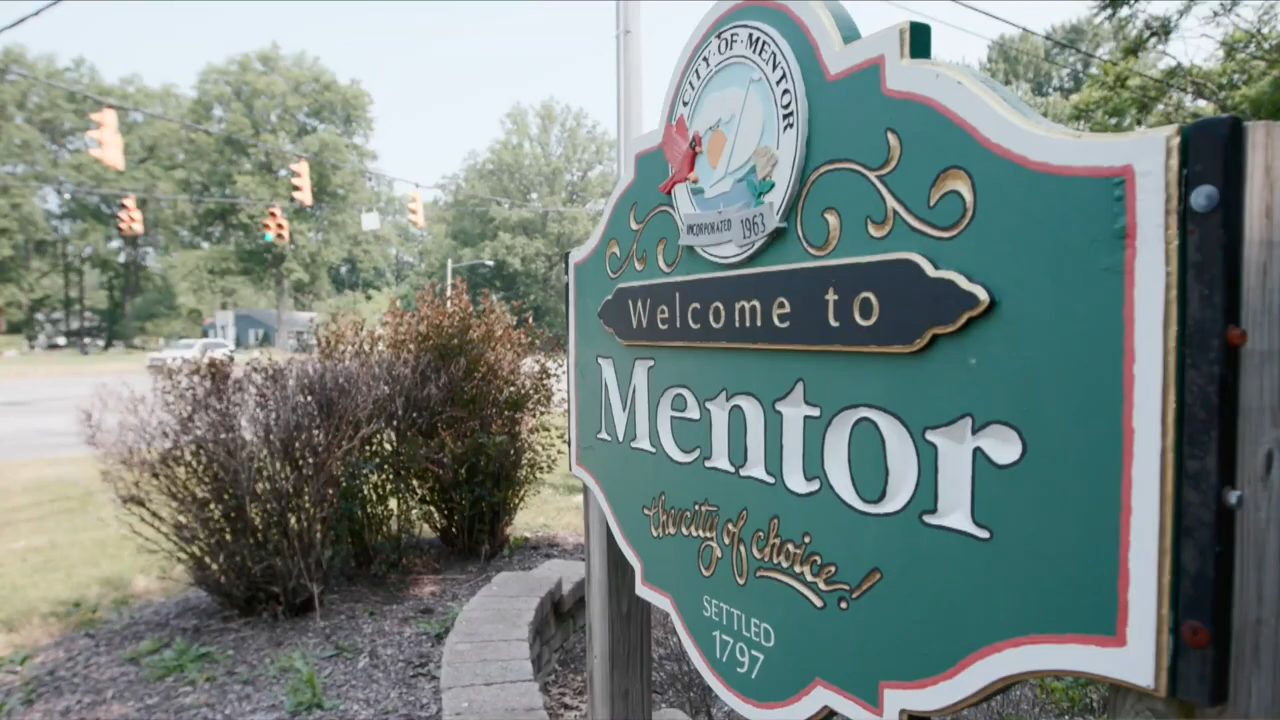 CITY·OF·MENTOR
INCORPORATED 1963
Welcome to
Mentor
the city of choice!
SETTLED
1797